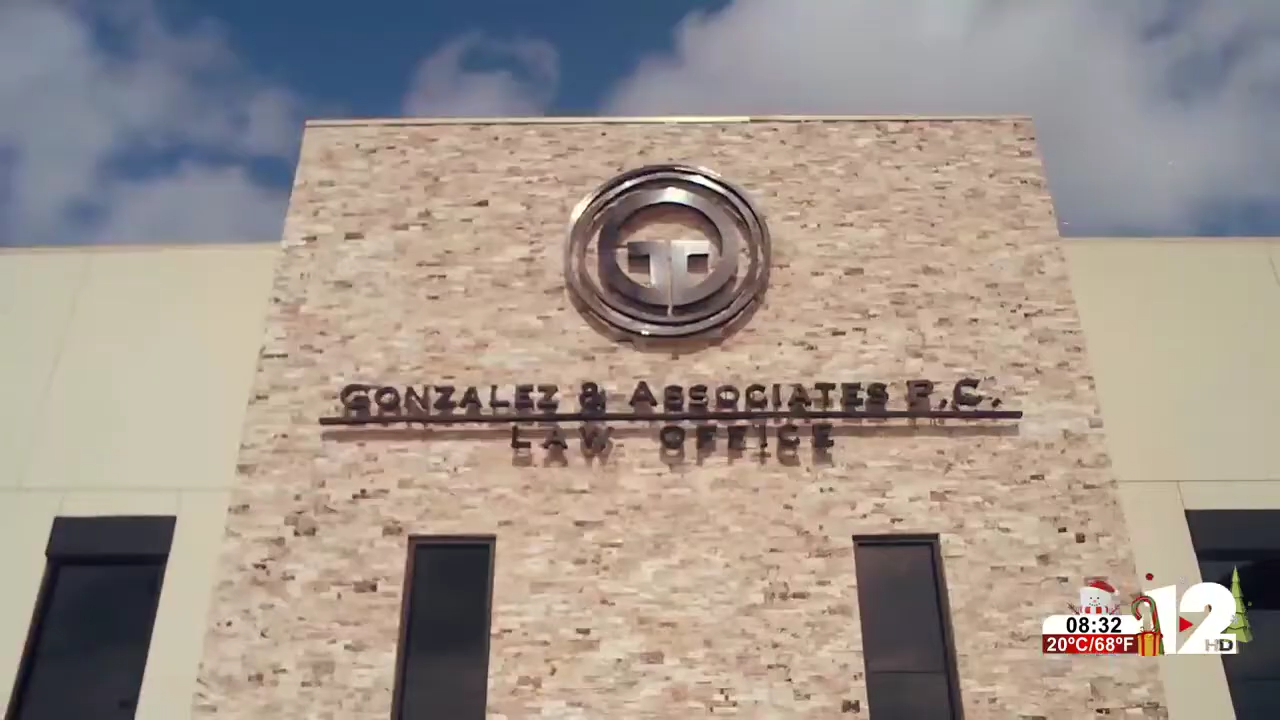 GONZALEZ & ASSOCIATES P.C.
LAW OFFICE
08:32
20°C/68°F
12
HD